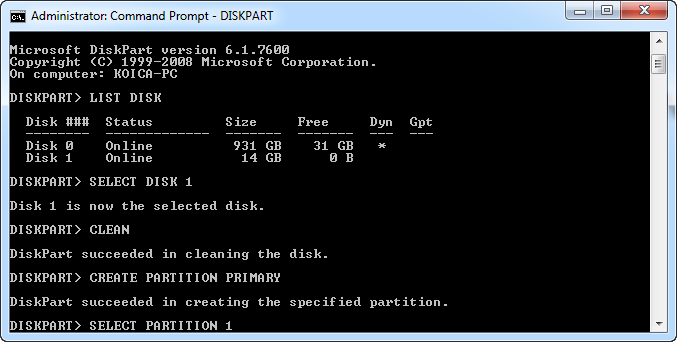 Administrator: Command Prompt - DISKPART
Microsoft DiskPart version 6.1.7600
Copyright (C) 1999-2008 Microsoft Corporation.
On computer: KOICA-PC
DISKPART> LIST DISK
Disk ### Status Size Free Dyn Gpt
-------- ------------- ------- ------- --- ---
Disk 0 Online 931 GB 31 GB *
Disk 1 Online 14 GB 0 B
DISKPART> SELECT DISK 1
Disk 1 is now the selected disk.
DISKPART> CLEAN
DiskPart succeeded in cleaning the disk.
DISKPART> CREATE PARTITION PRIMARY
DiskPart succeeded in creating the specified partition.
DISKPART> SELECT PARTITION 1